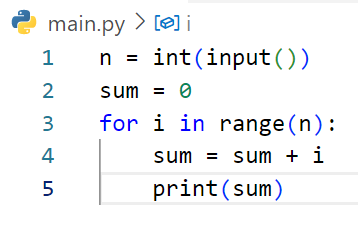 main.py > i
1 n = int(input())
2 sum = 0
3 for i in range(n):
4     sum = sum + i
5     print(sum)